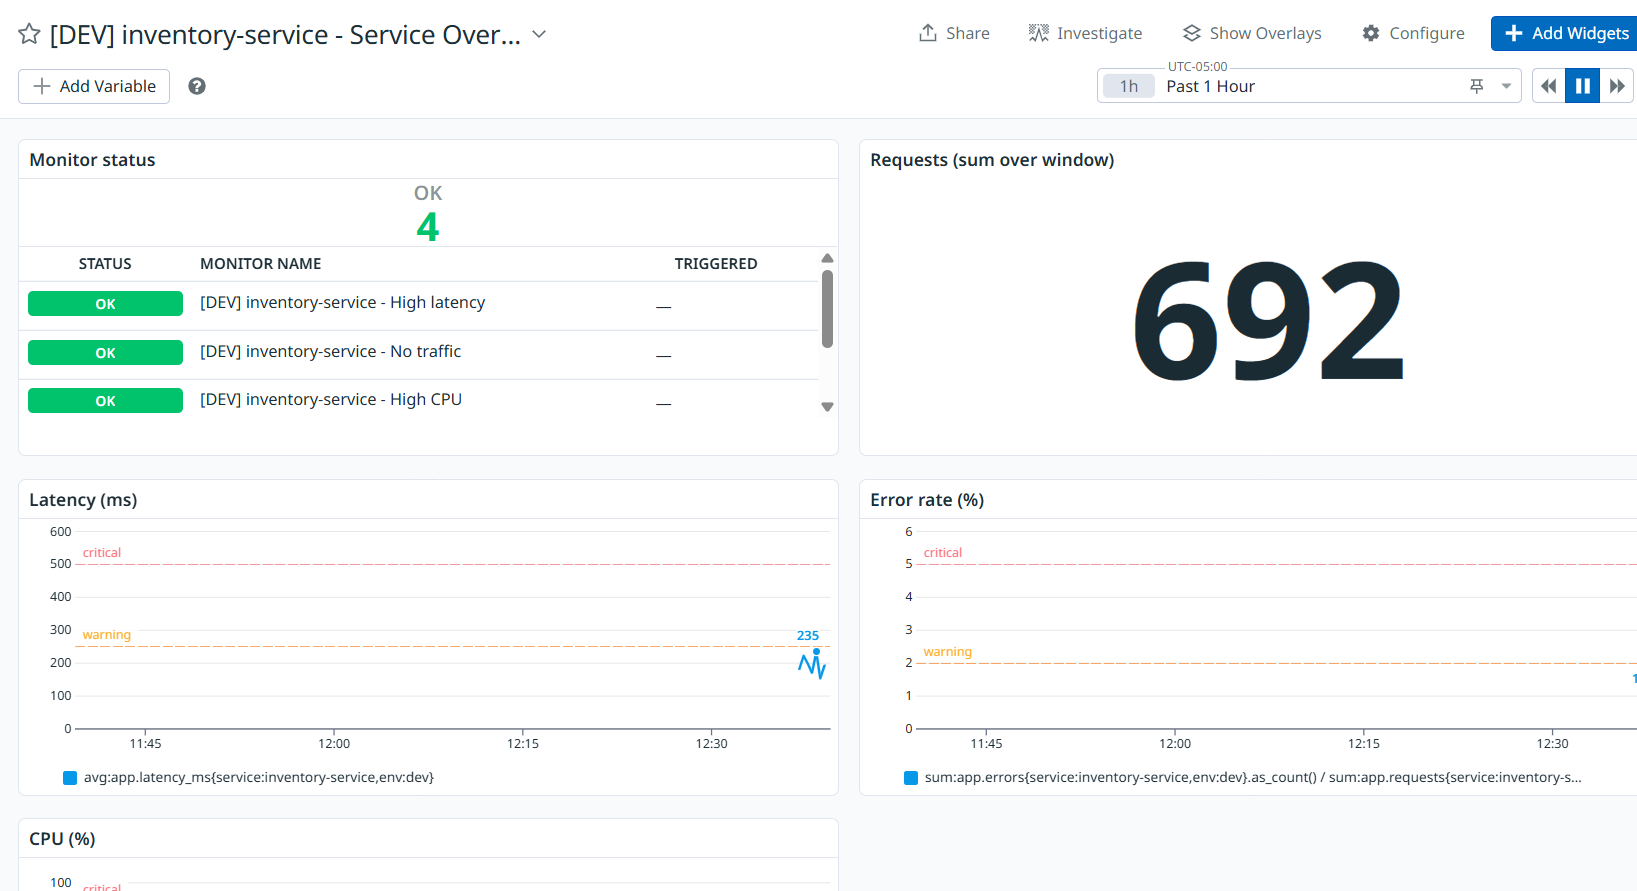 [DEV] inventory-service - Service Over...
Share
Investigate
Show Overlays
Configure
Add Widgets
Add Variable
?
UTC-05:00
1h Past 1 Hour
Monitor status
OK
4
STATUS MONITOR NAME TRIGGERED
OK [DEV] inventory-service - High latency —
OK [DEV] inventory-service - No traffic —
OK [DEV] inventory-service - High CPU —
Requests (sum over window)
692
Latency (ms)
600
critical
500
400
300
warning
235
200
100
0
11:45 12:00 12:15 12:30
avg:app.latency_ms{service:inventory-service,env:dev}
Error rate (%)
6
critical
5
4
3
warning
2
1
1
0
11:45 12:00 12:15 12:30
sum:app.errors{service:inventory-service,env:dev}.as_count() / sum:app.requests{service:inventory-s...
CPU (%)
100
critical